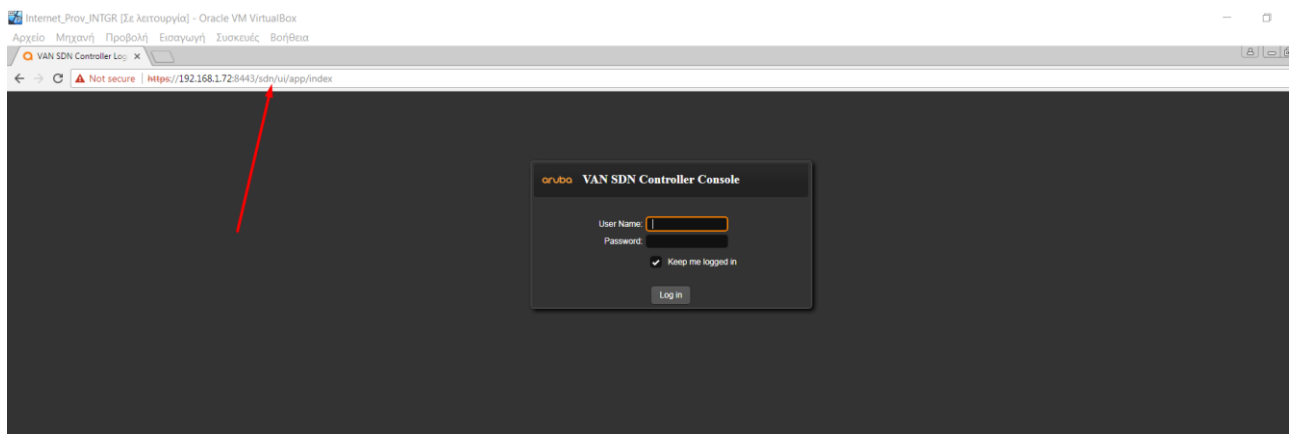 Internet_Prov_INTGR [Σε λειτουργία] - Oracle VM VirtualBox
Αρχείο Μηχανή Προβολή Εισαγωγή Συσκευές Βοήθεια
VAN SDN Controller Log
Not secure | https://192.168.1.72:8443/sdn/ui/app/index
aruba VAN SDN Controller Console
User Name:
Password:
Keep me logged in
Log in